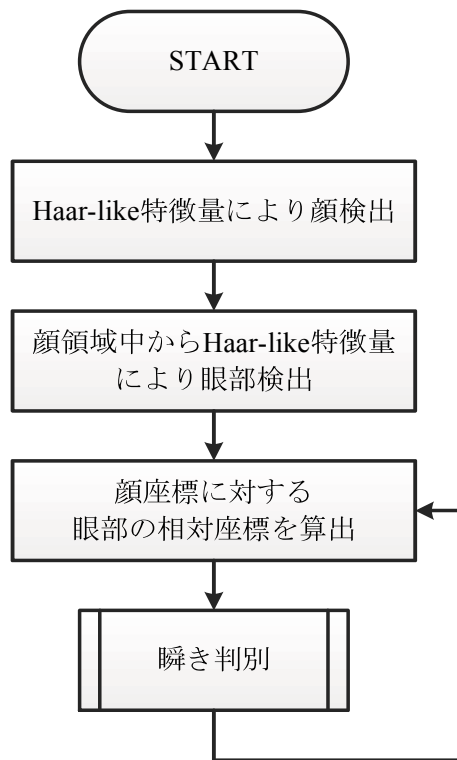 START
Haar-like特徴量により顔検出
顔領域中からHaar-like特徴量
により眼部検出
顔座標に対する
眼部の相対座標を算出
瞬き判別